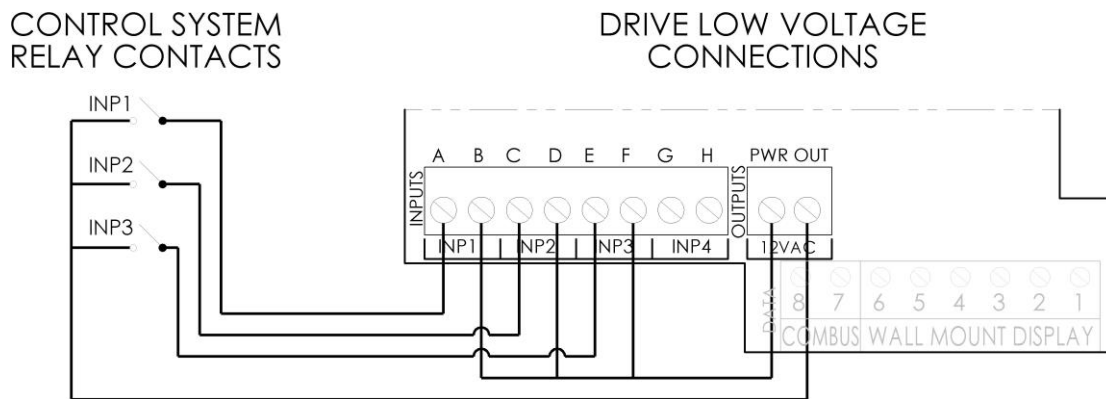 CONTROL SYSTEM
RELAY CONTACTS
DRIVE LOW VOLTAGE
CONNECTIONS
INP1
INP2
INP3
A B C D E F G H
PWR OUT
INPUTS
OUTPUTS
INP1 INP2 INP3 INP4
12VAC
DATA
8 7 6 5 4 3 2 1
COMBUS WALL MOUNT DISPLAY